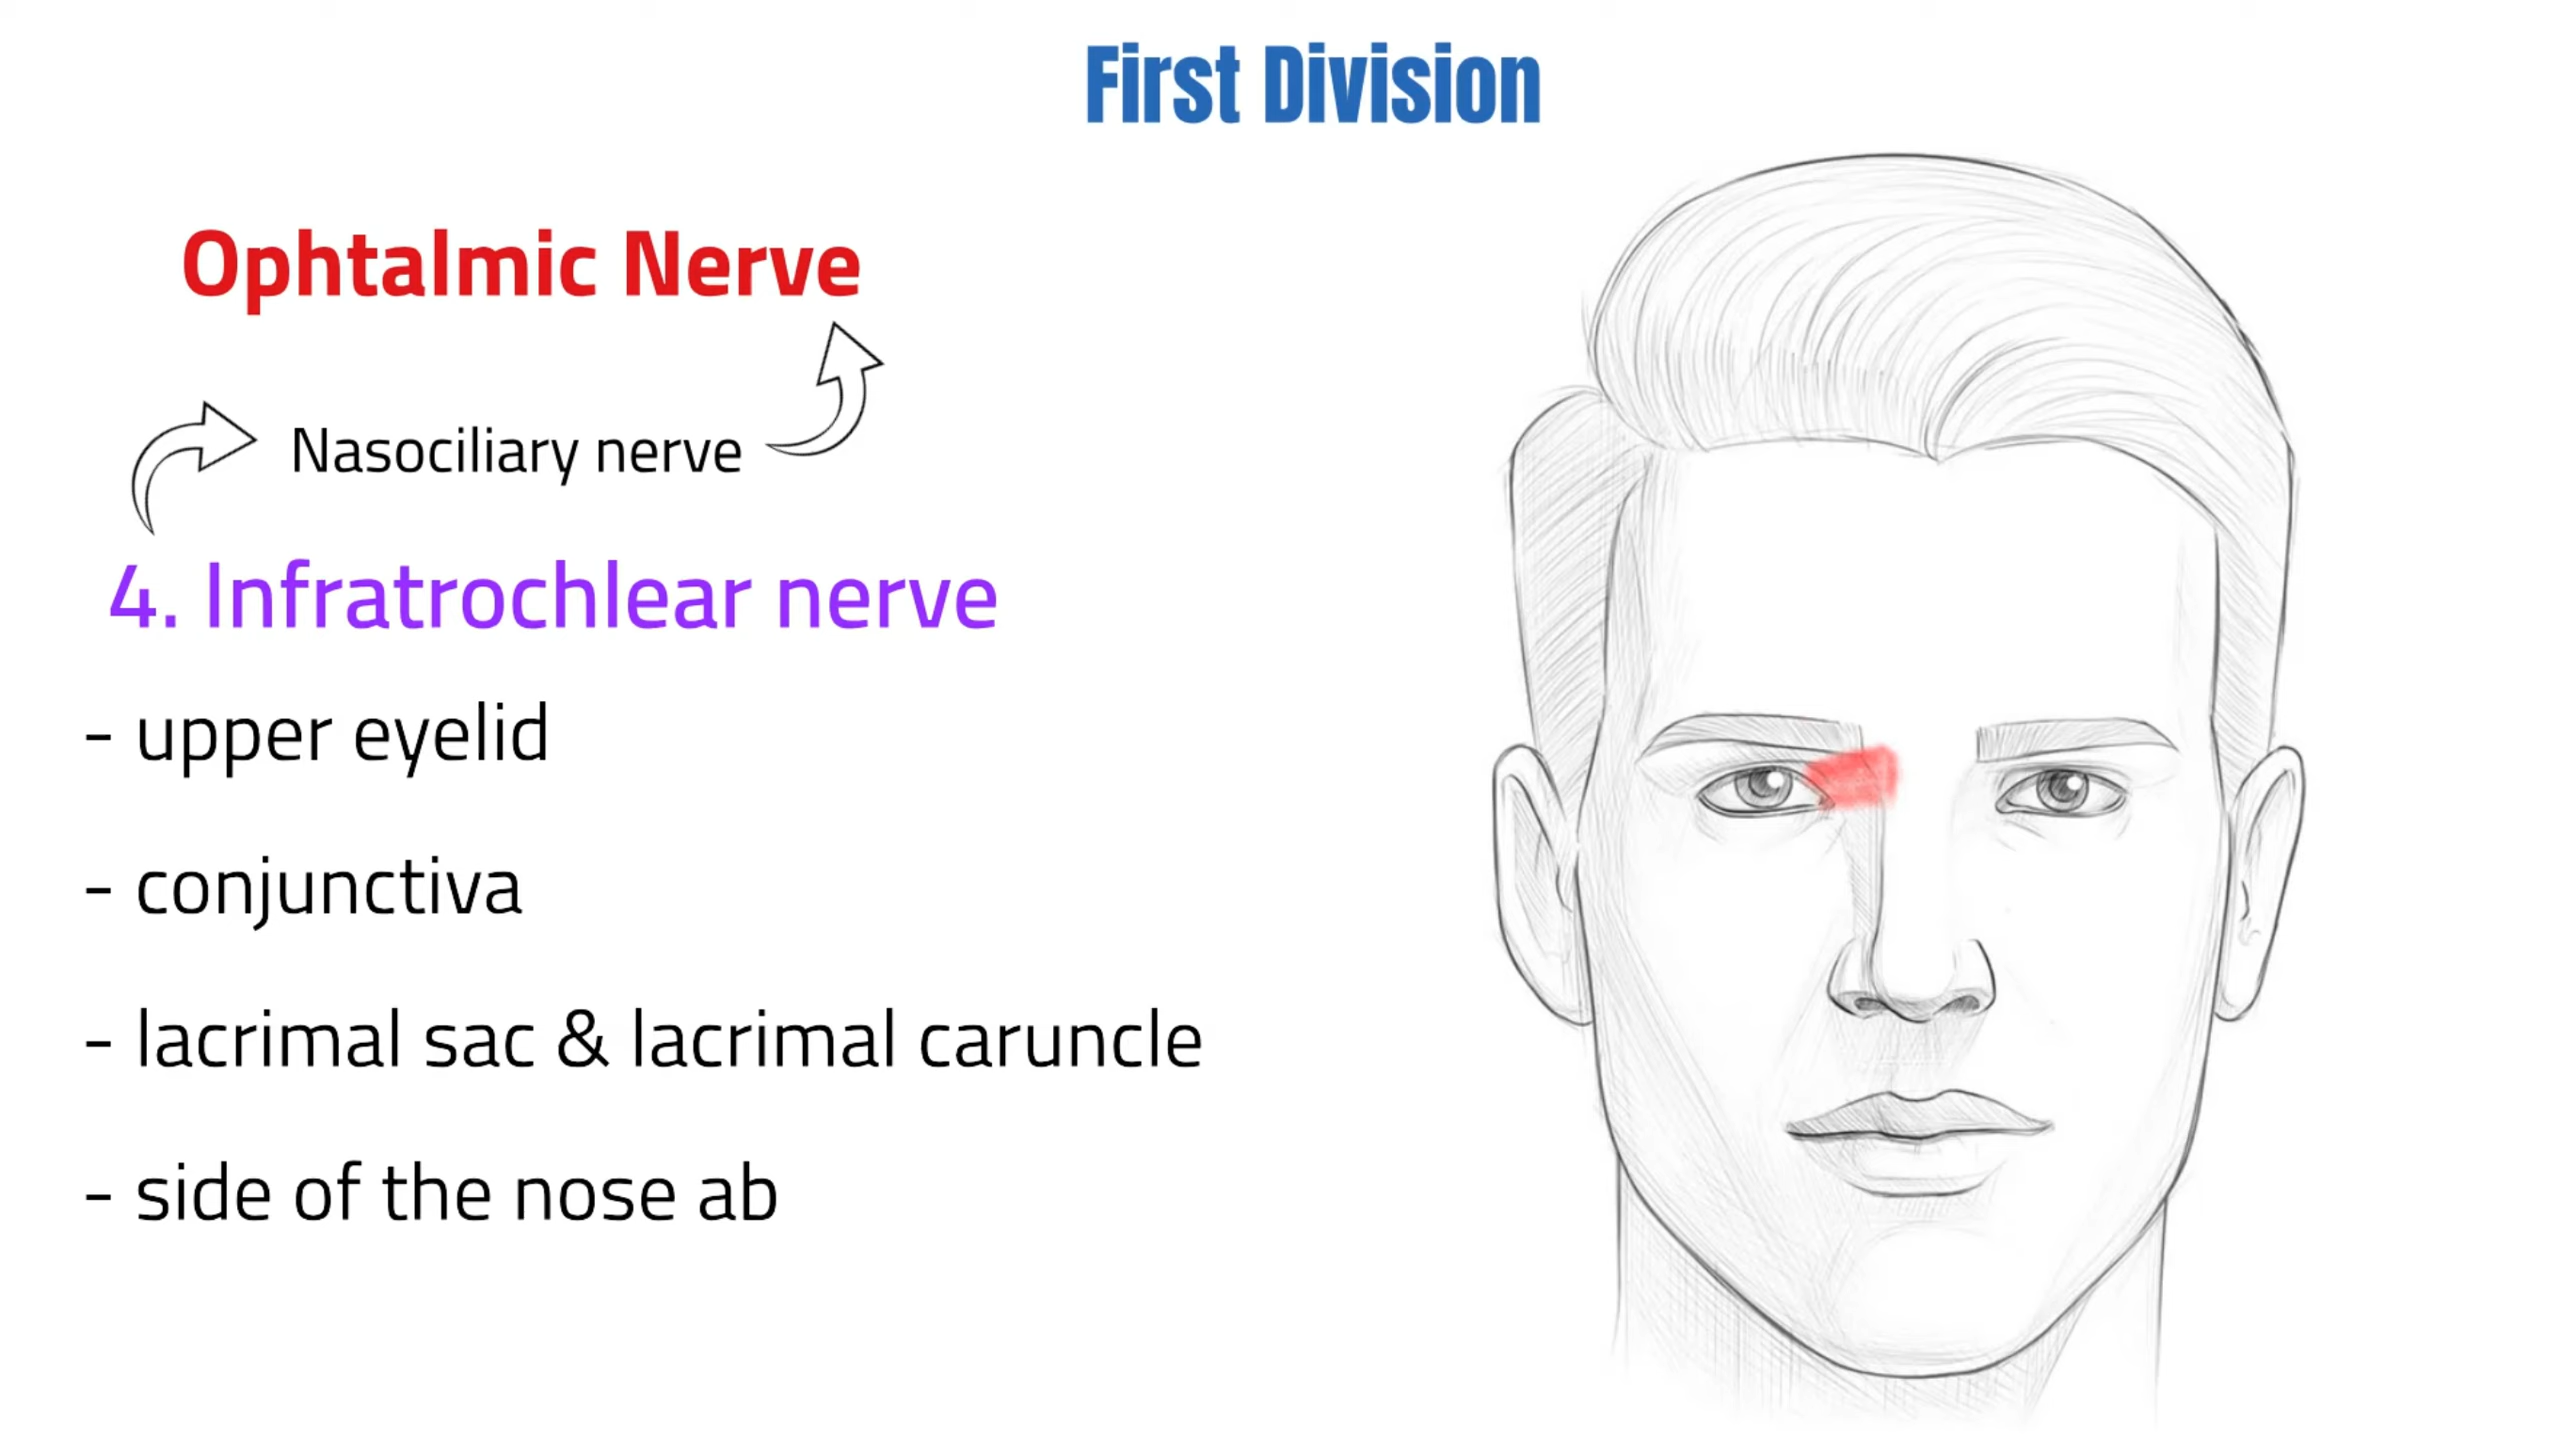 First Division
Ophtalmic Nerve
Nasociliary nerve
4. Infratrochlear nerve
- upper eyelid
- conjunctiva
- lacrimal sac & lacrimal caruncle
- side of the nose ab